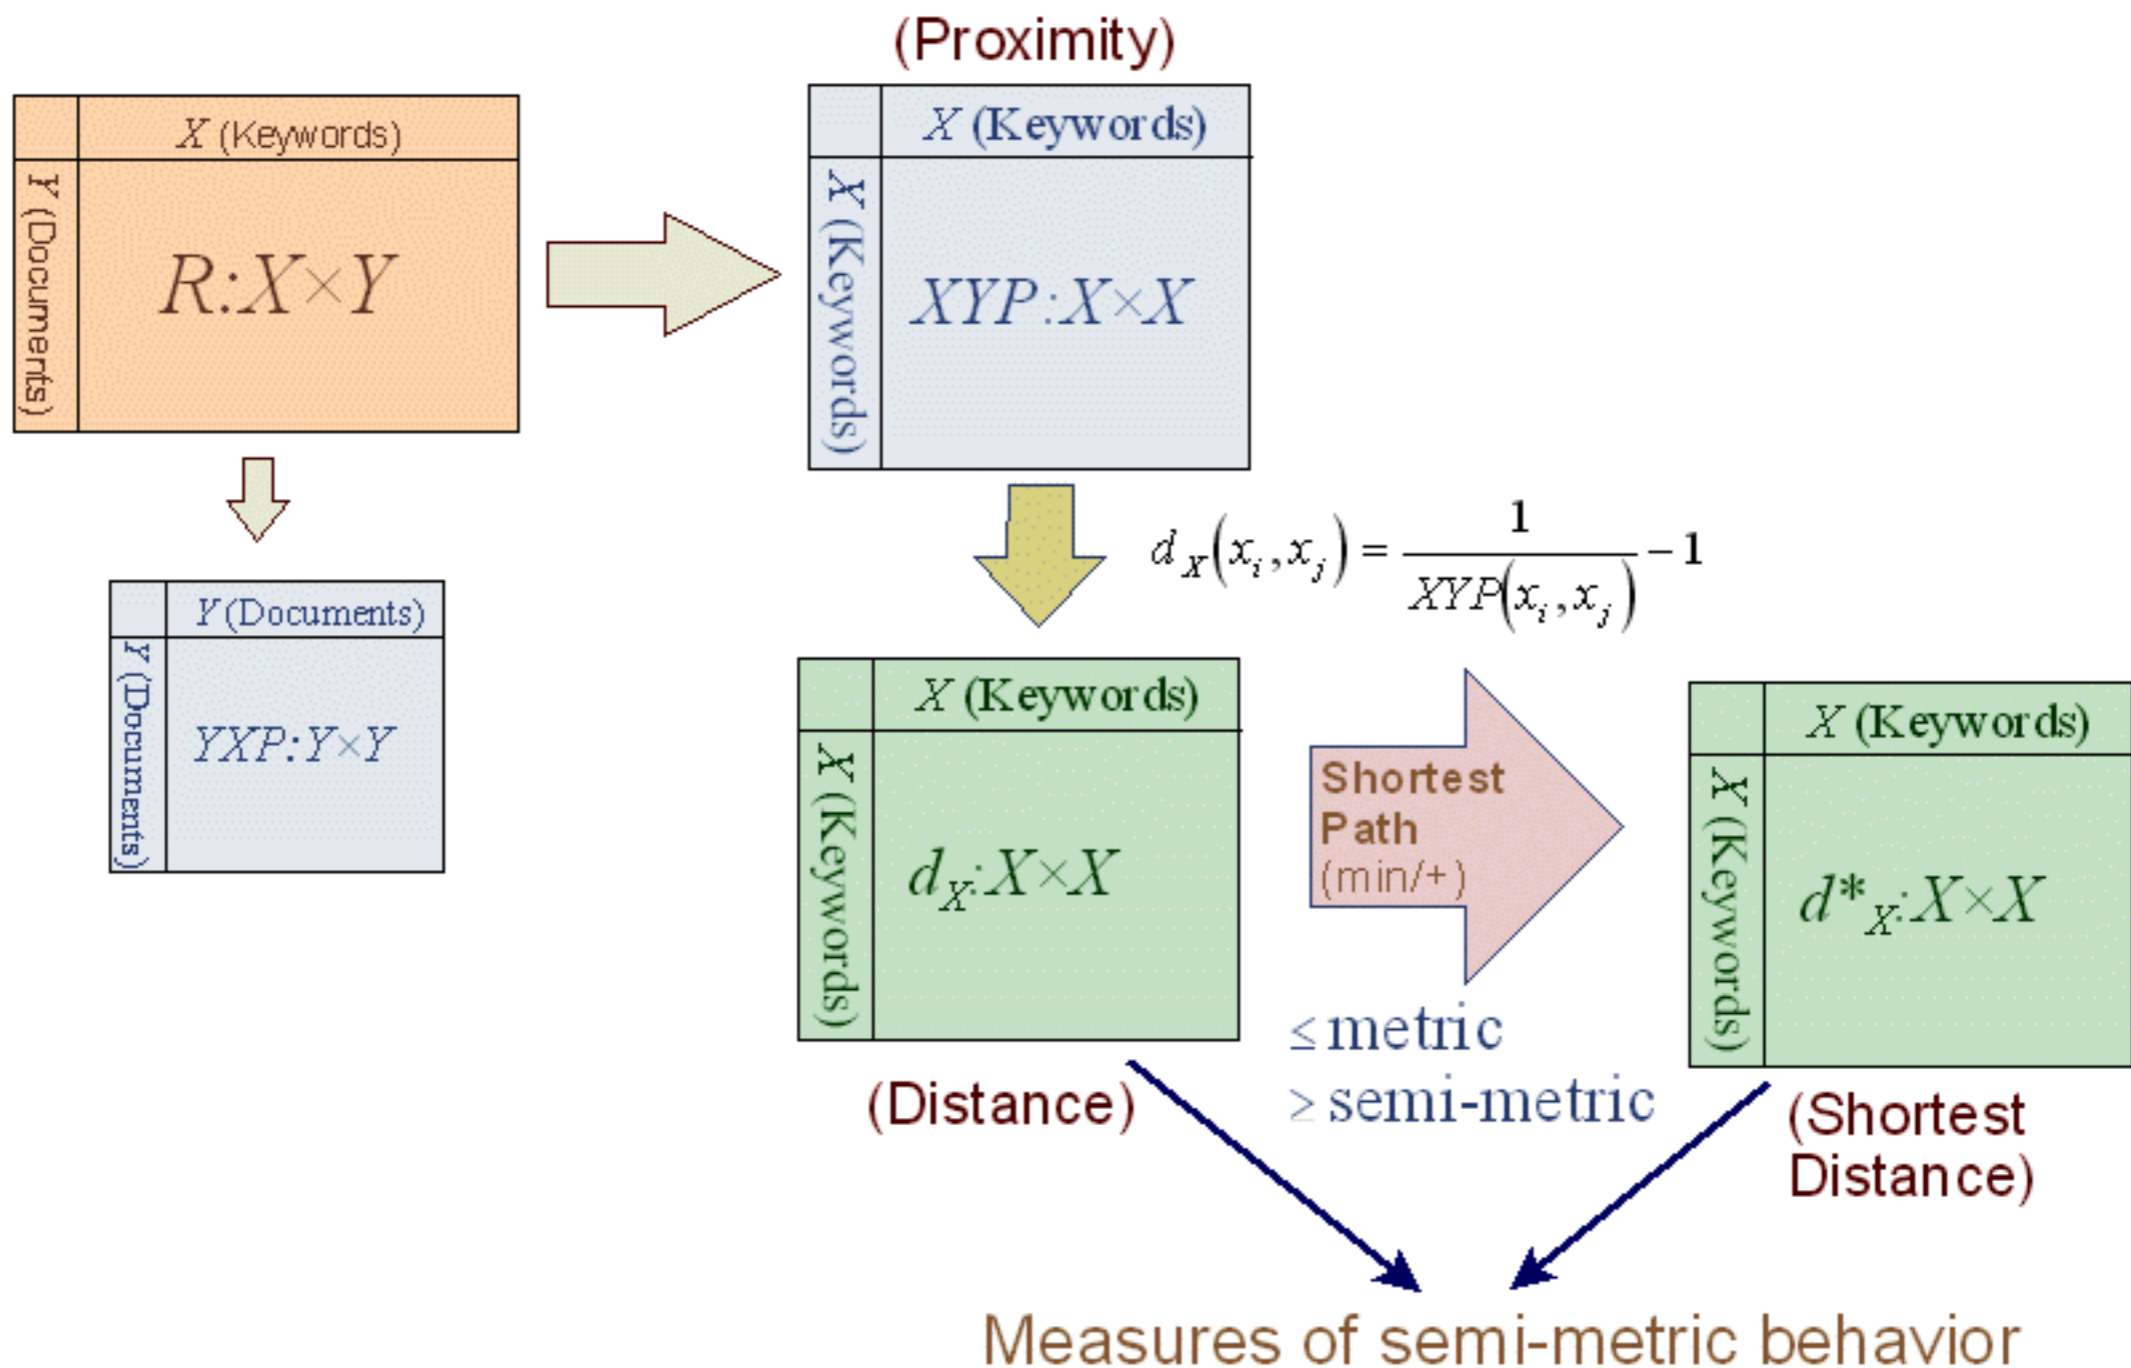 (Proximity)
X (Keywords)
Y (Documents)
R:X×Y
X (Keywords)
X (Keywords)
XYP:X×X
Y (Documents)
Y (Documents)
YXP:Y×Y
d_X(x_i, x_j) = 1 / XYP(x_i, x_j) − 1
X (Keywords)
X (Keywords)
d_X:X×X
(Distance)
Shortest
Path
(min/+)
≤ metric
≥ semi-metric
X (Keywords)
X (Keywords)
d*_X:X×X
(Shortest
Distance)
Measures of semi-metric behavior